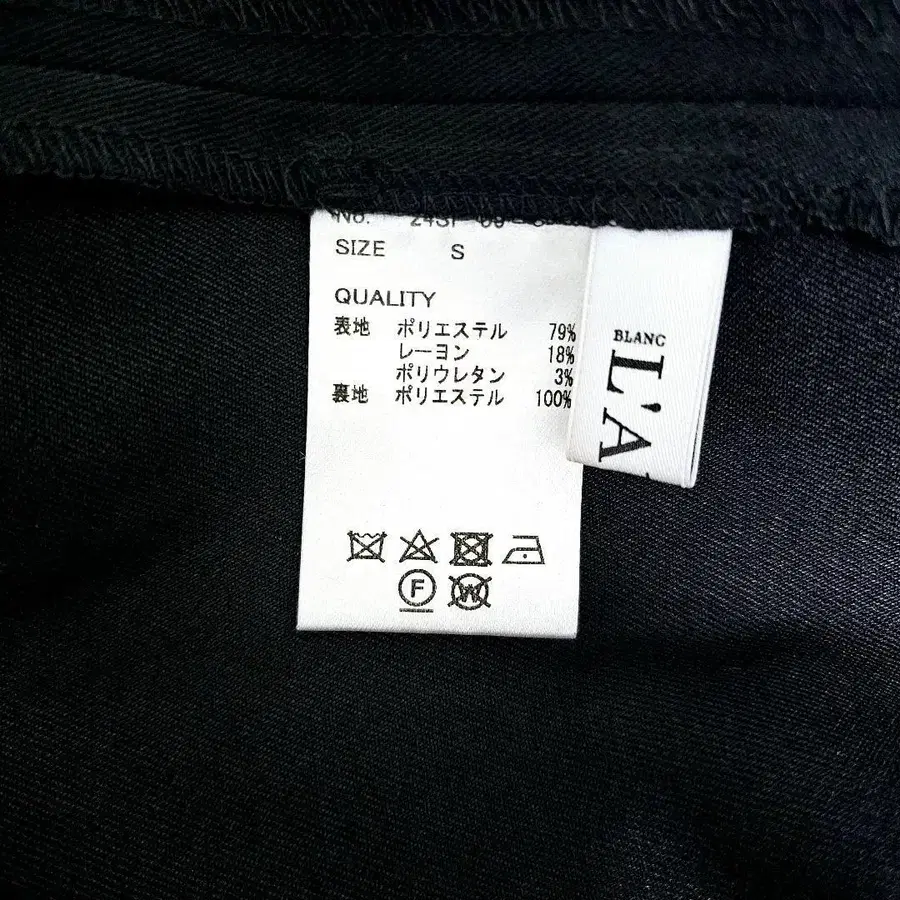 No.
SIZE S
QUALITY
表地 ポリエステル 79%
レーヨン 18%
ポリウレタン 3%
裏地 ポリエステル 100%
F
W
BLANC
L'A